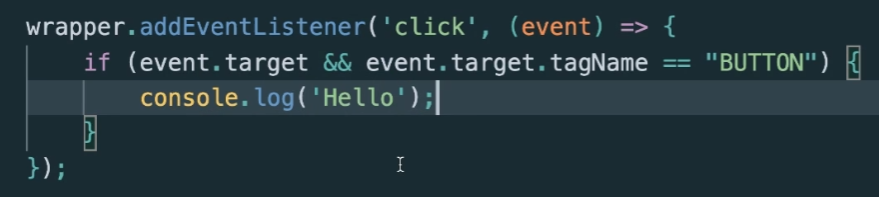 wrapper.addEventListener('click', (event) => {
    if (event.target && event.target.tagName == "BUTTON") {
        console.log('Hello');
    }
});